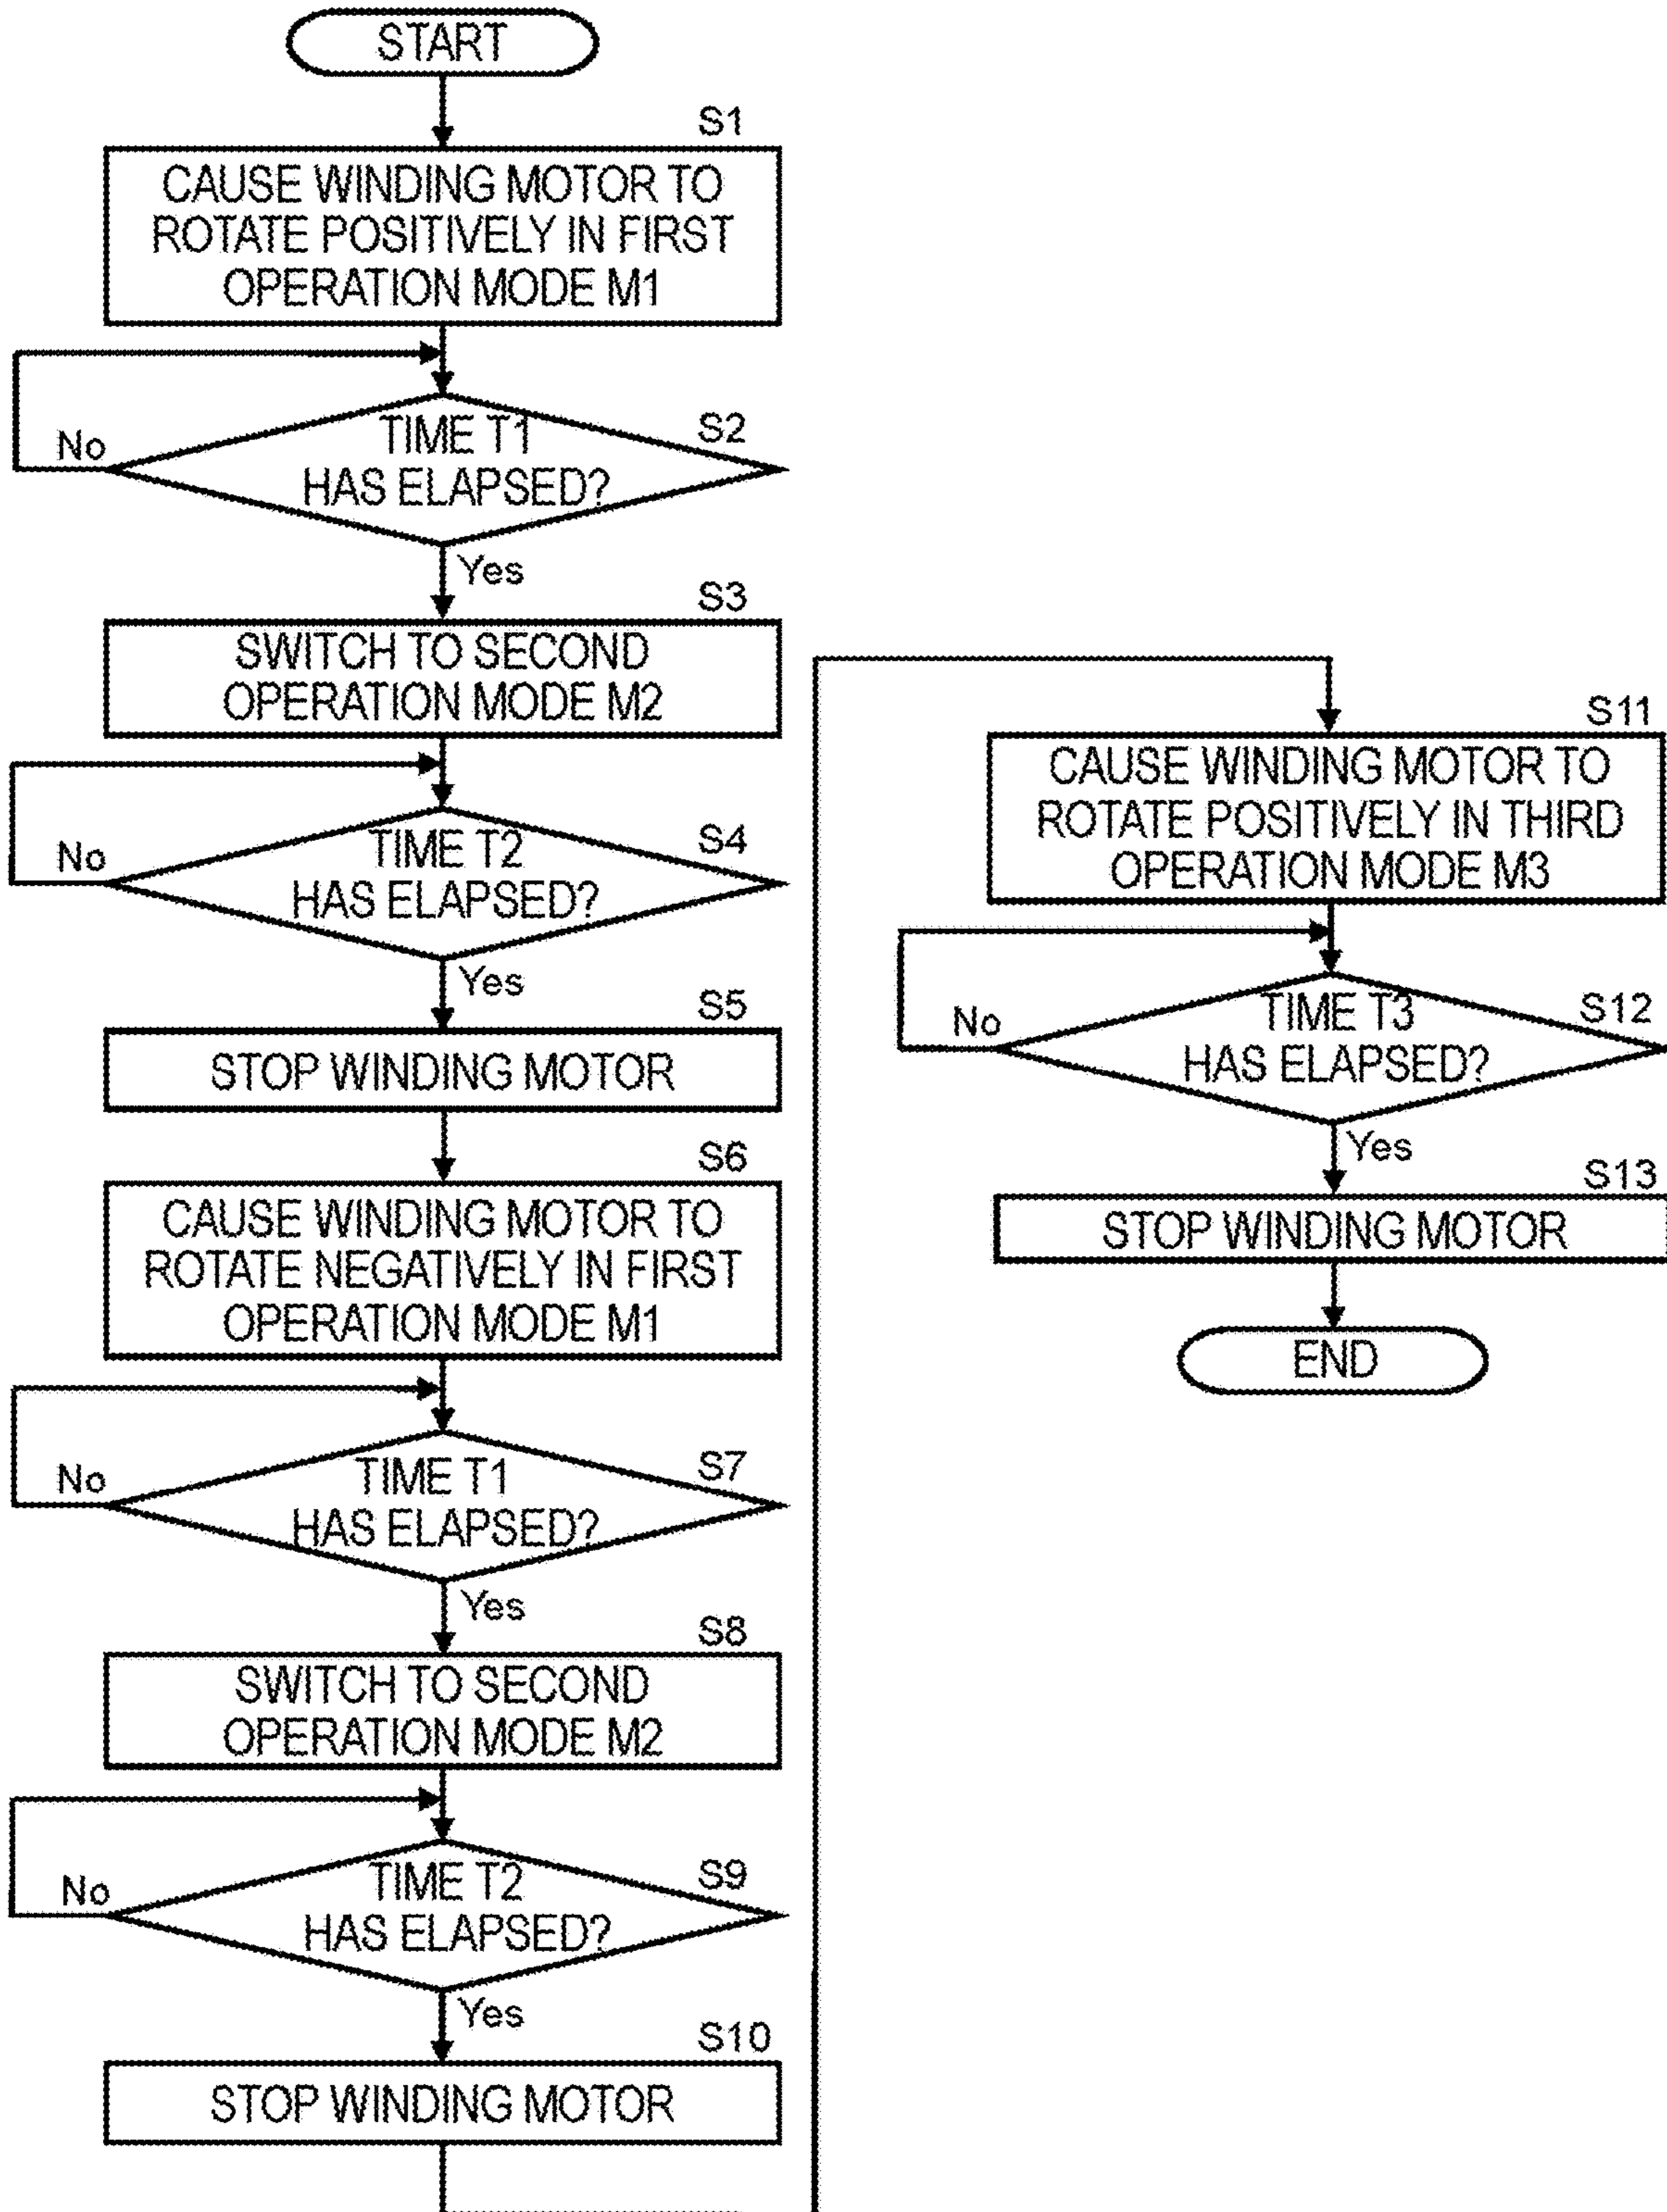 START
S1
CAUSE WINDING MOTOR TO
ROTATE POSITIVELY IN FIRST
OPERATION MODE M1
S2
TIME T1
HAS ELAPSED?
No
Yes
S3
SWITCH TO SECOND
OPERATION MODE M2
S4
TIME T2
HAS ELAPSED?
No
Yes
S5
STOP WINDING MOTOR
S6
CAUSE WINDING MOTOR TO
ROTATE NEGATIVELY IN FIRST
OPERATION MODE M1
S7
TIME T1
HAS ELAPSED?
No
Yes
S8
SWITCH TO SECOND
OPERATION MODE M2
S9
TIME T2
HAS ELAPSED?
No
Yes
S10
STOP WINDING MOTOR
S11
CAUSE WINDING MOTOR TO
ROTATE POSITIVELY IN THIRD
OPERATION MODE M3
S12
TIME T3
HAS ELAPSED?
No
Yes
S13
STOP WINDING MOTOR
END